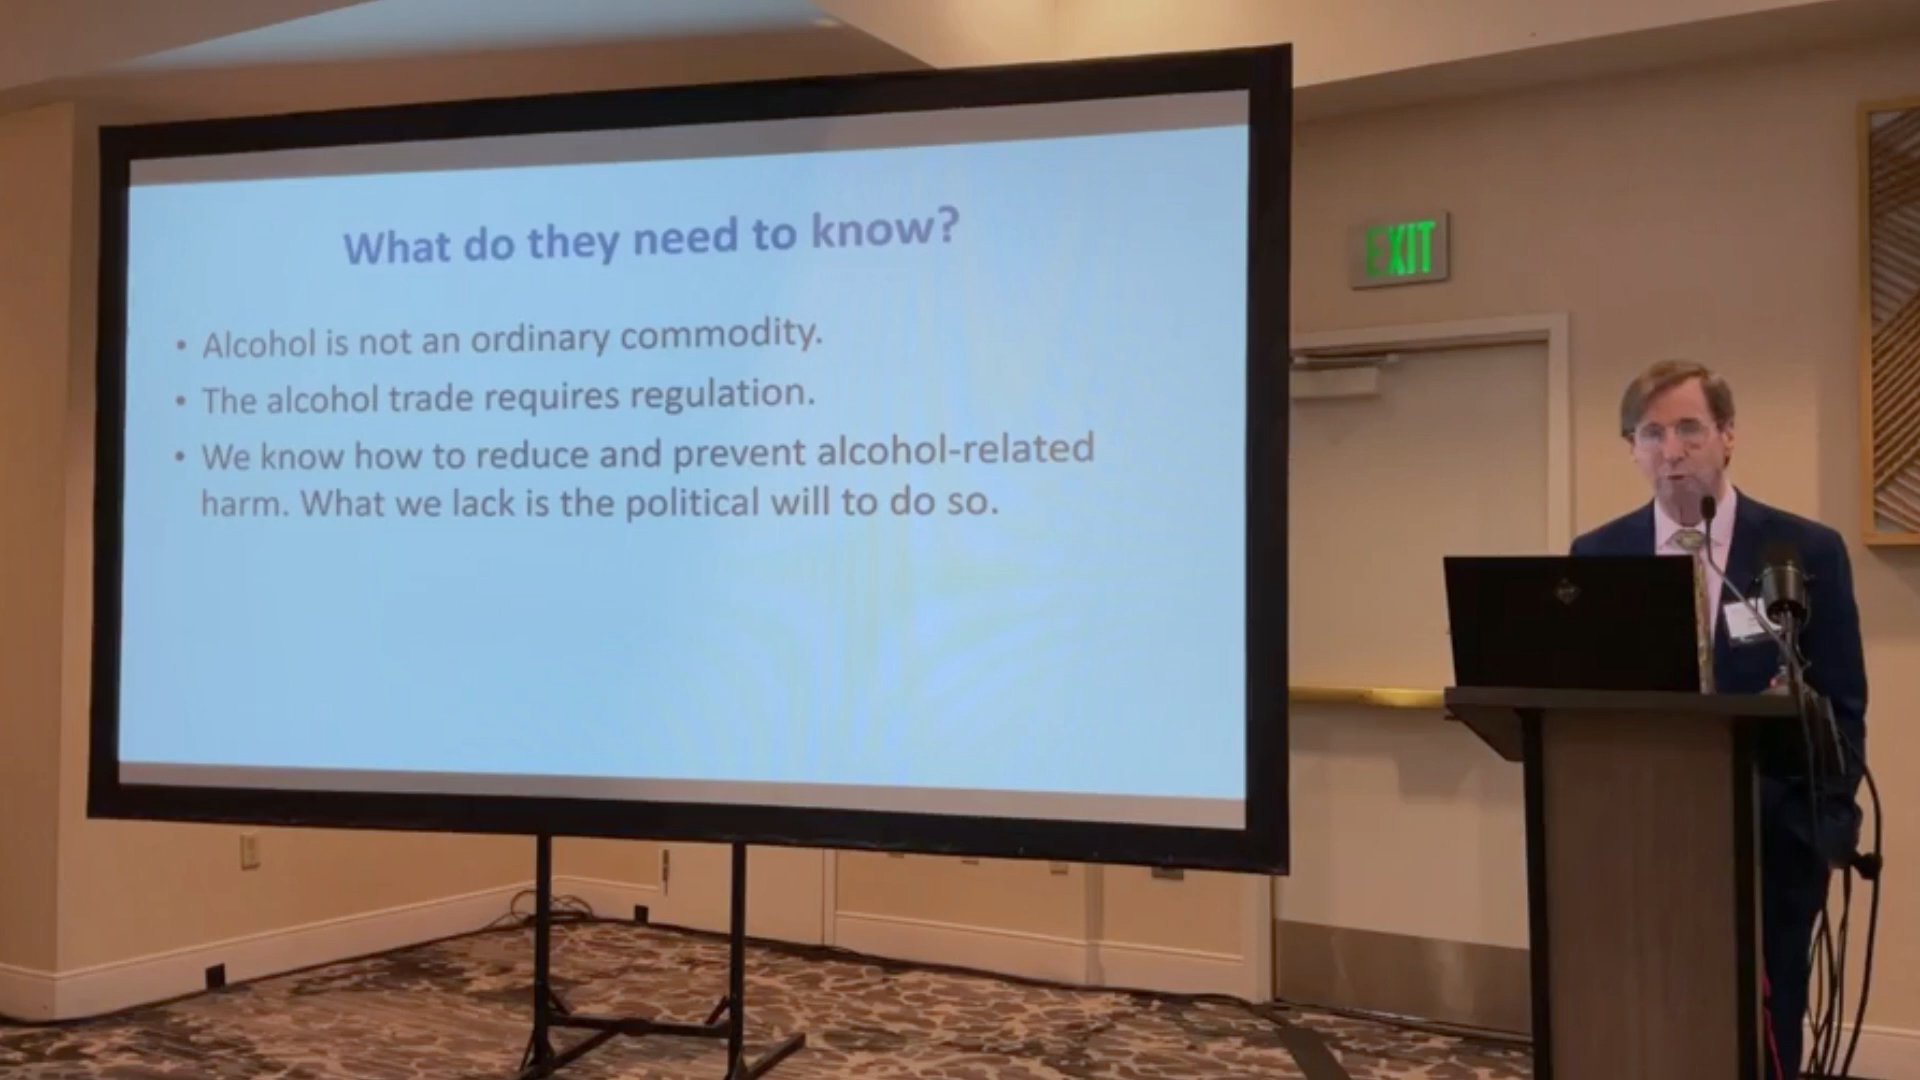 What do they need to know?
• Alcohol is not an ordinary commodity.
• The alcohol trade requires regulation.
• We know how to reduce and prevent alcohol-related
harm. What we lack is the political will to do so.
EXIT